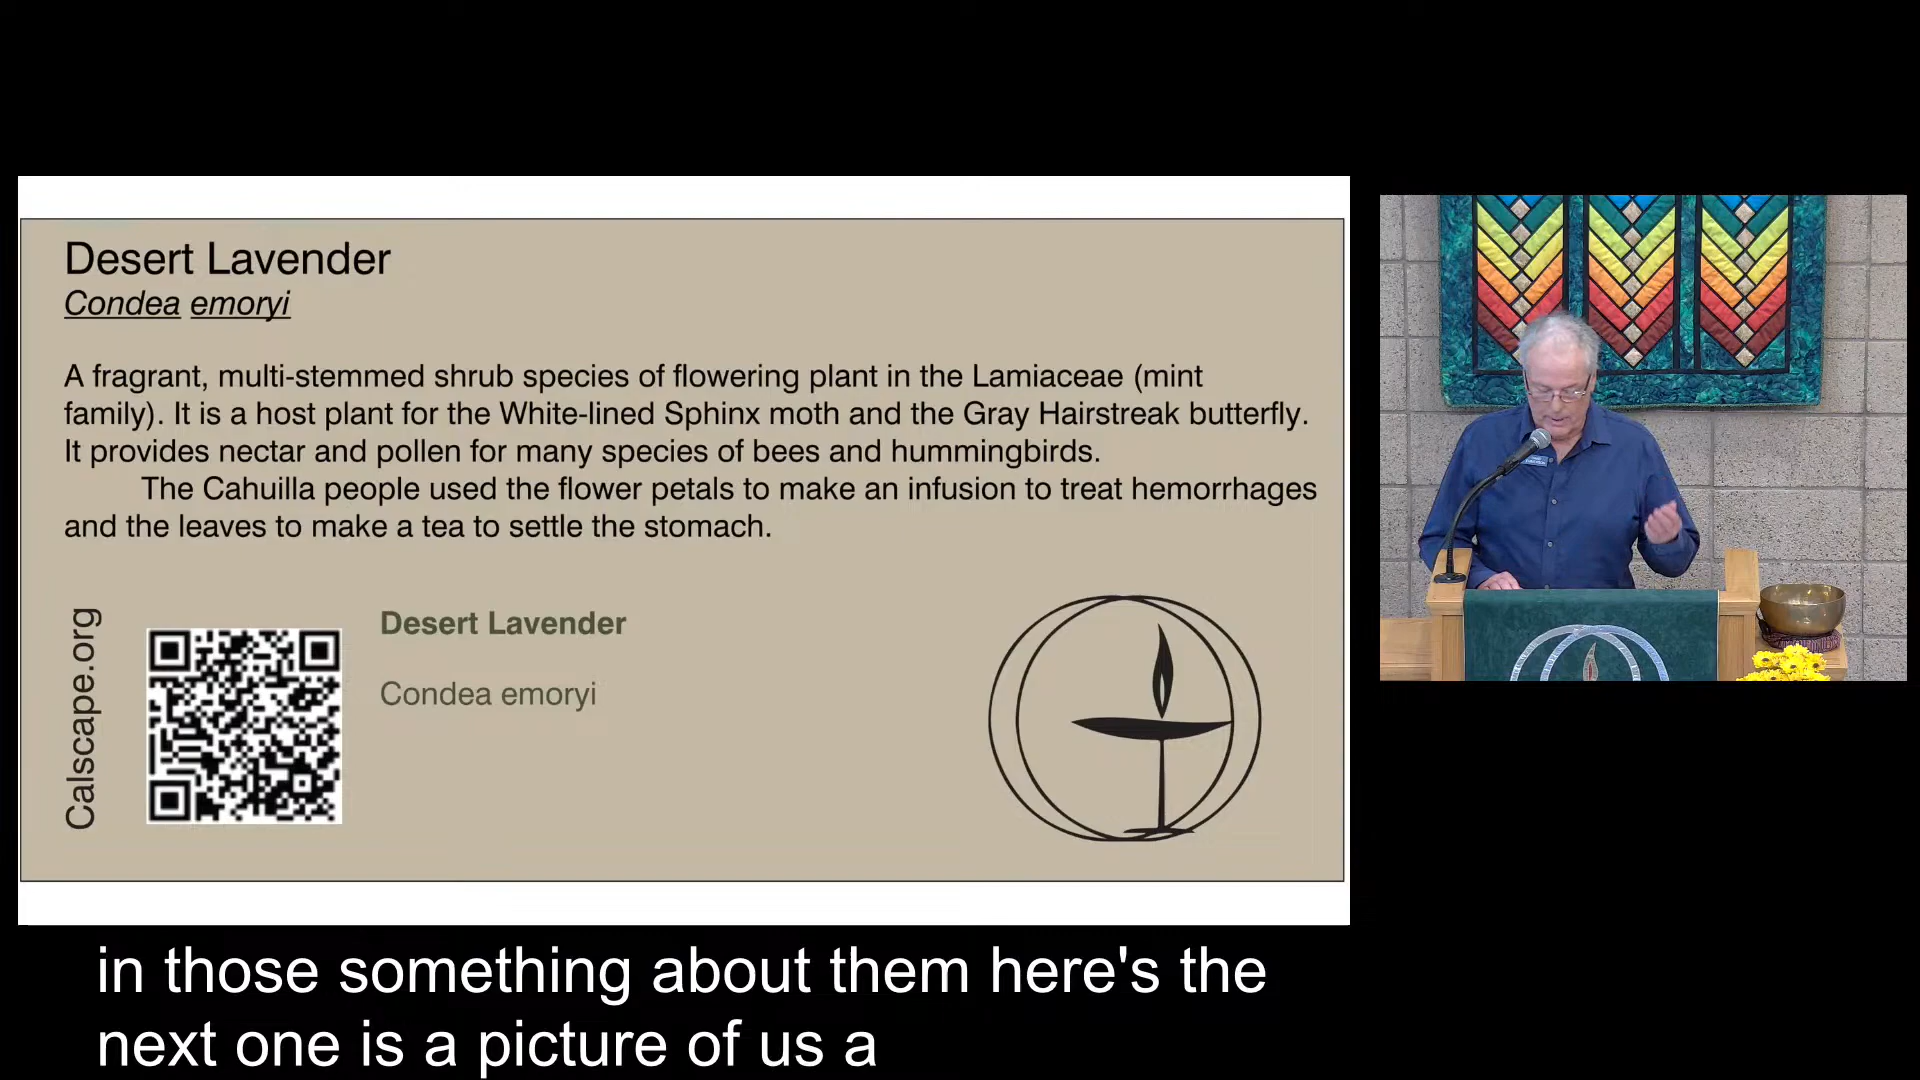 Desert Lavender
Condea emoryi
A fragrant, multi-stemmed shrub species of flowering plant in the Lamiaceae (mint
family). It is a host plant for the White-lined Sphinx moth and the Gray Hairstreak butterfly.
It provides nectar and pollen for many species of bees and hummingbirds.
The Cahuilla people used the flower petals to make an infusion to treat hemorrhages
and the leaves to make a tea to settle the stomach.
Calscape.org
Desert Lavender
Condea emoryi
in those something about them here's the
next one is a picture of us a